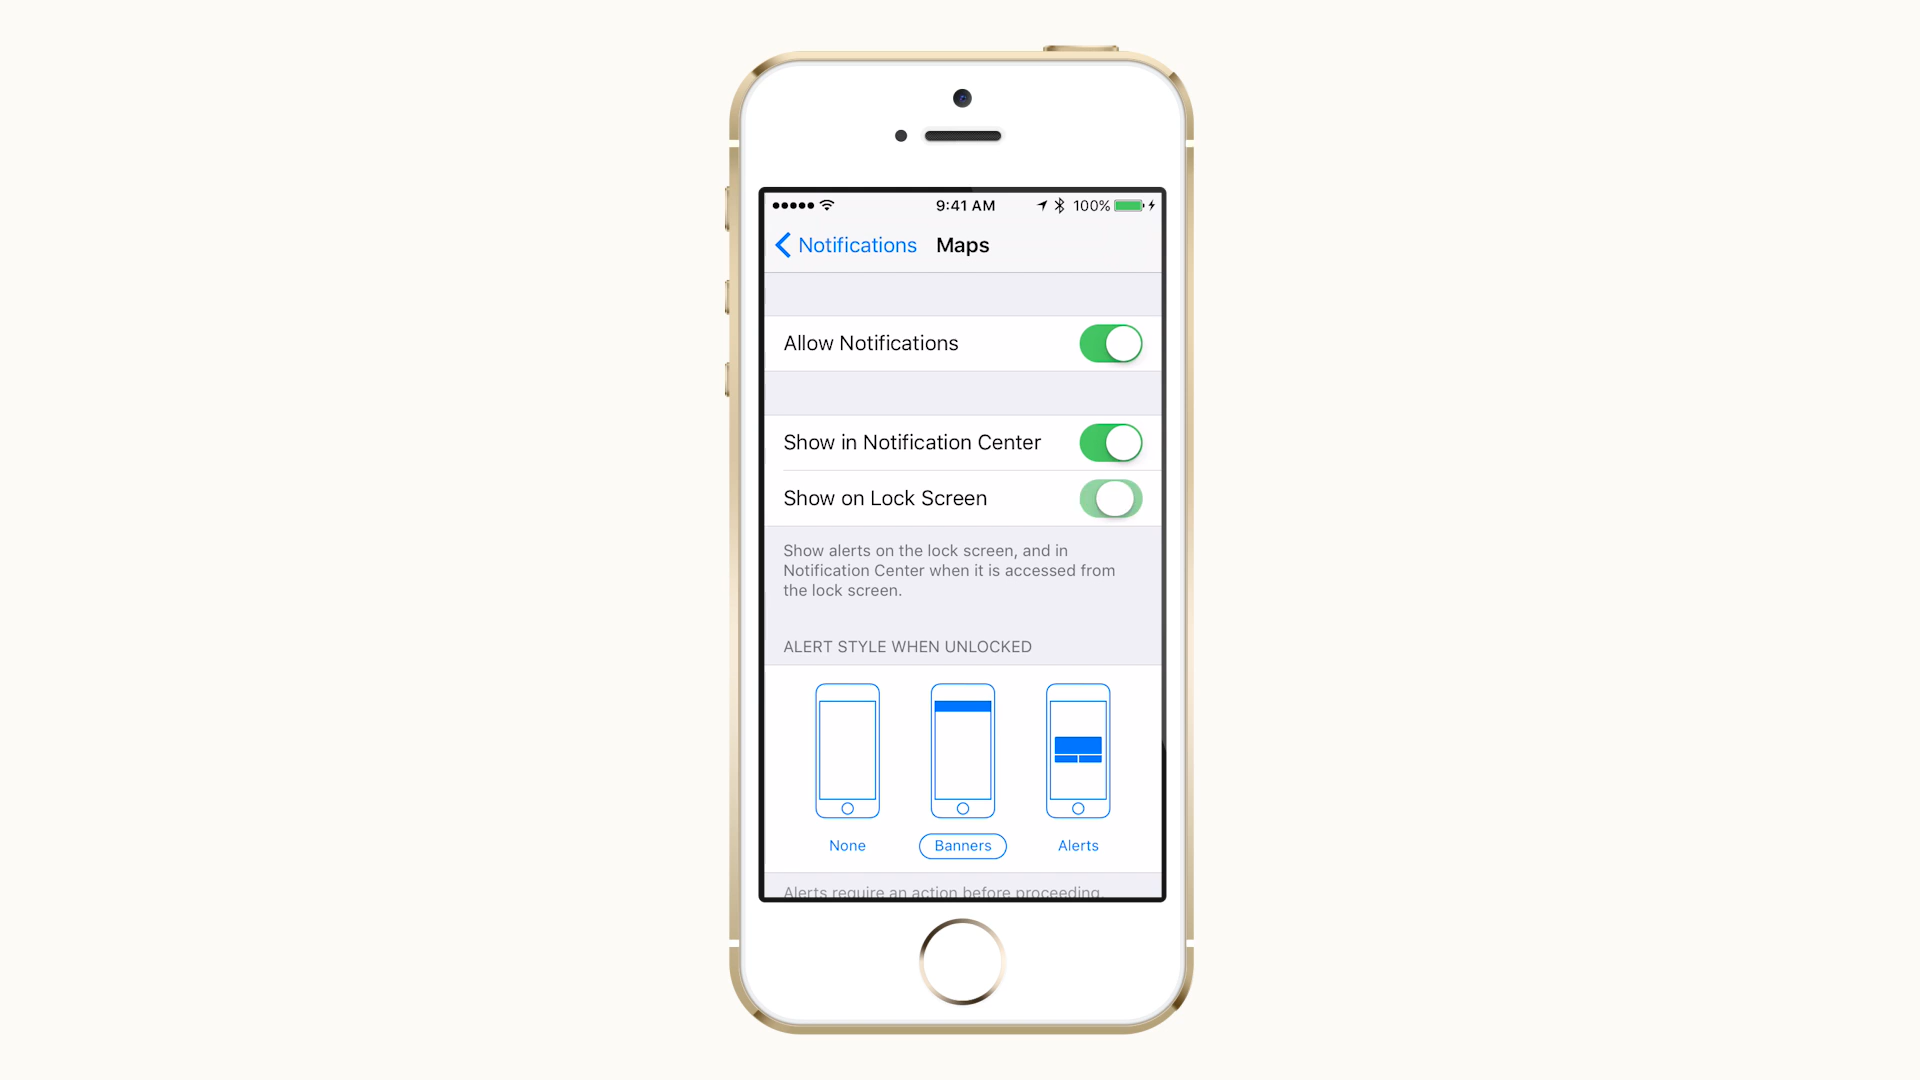 9:41 AM 100%
Notifications Maps
Allow Notifications
Show in Notification Center
Show on Lock Screen
Show alerts on the lock screen, and in
Notification Center when it is accessed from
the lock screen.
ALERT STYLE WHEN UNLOCKED
None Banners Alerts
Alerts require an action before proceeding.